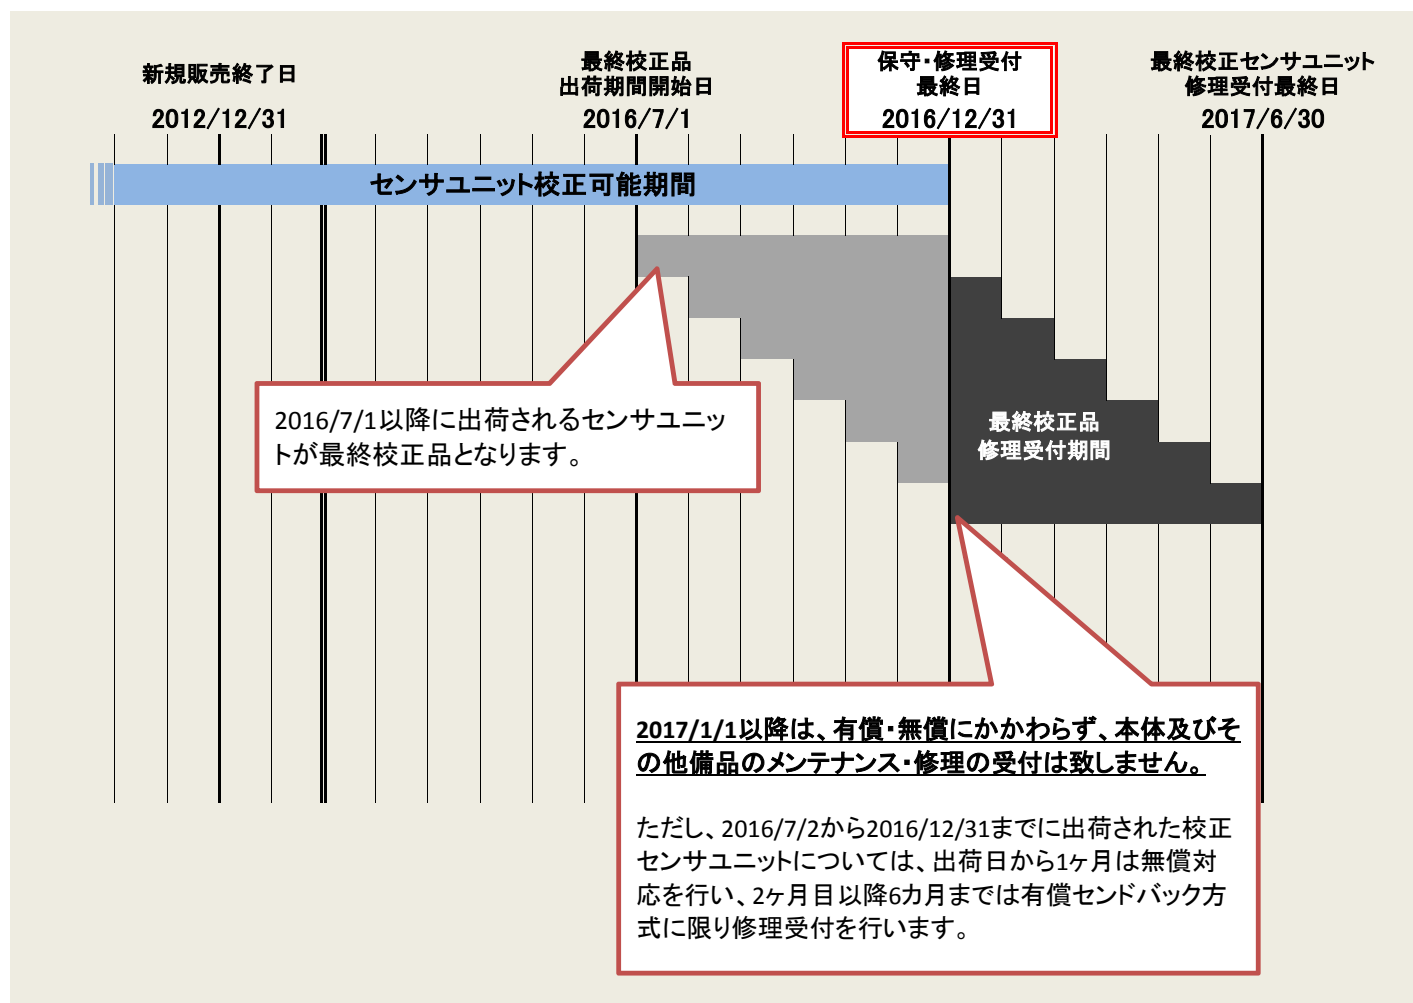 新規販売終了日
2012/12/31
最終校正品
出荷期間開始日
2016/7/1
保守・修理受付
最終日
2016/12/31
最終校正センサユニット
修理受付最終日
2017/6/30
センサユニット校正可能期間
2016/7/1以降に出荷されるセンサユニッ
トが最終校正品となります。
最終校正品
修理受付期間
2017/1/1以降は、有償・無償にかかわらず、本体及びそ
の他備品のメンテナンス・修理の受付は致しません。
ただし、2016/7/2から2016/12/31までに出荷された校正
センサユニットについては、出荷日から1ヶ月は無償対
応を行い、2ヶ月目以降6カ月までは有償センドバック方
式に限り修理受付を行います。